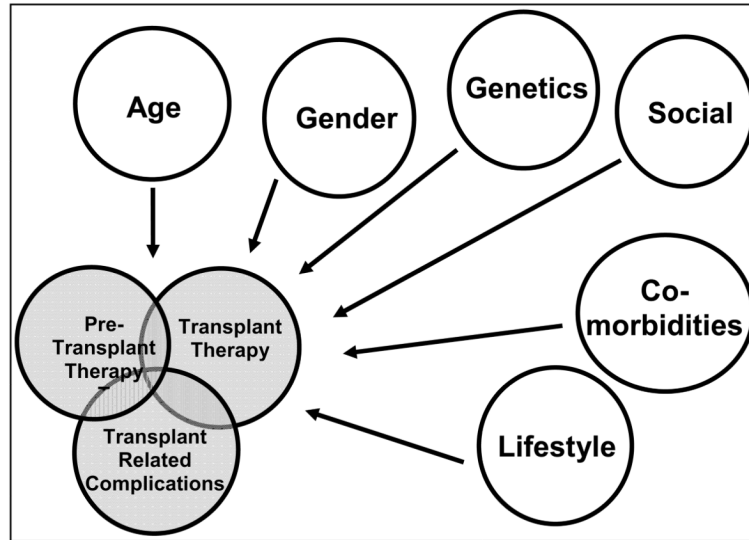 Age
Gender
Genetics
Social
Pre-
Transplant
Therapy
–
Transplant
Therapy
Co-
morbidities
Transplant
Related
Complications
Lifestyle